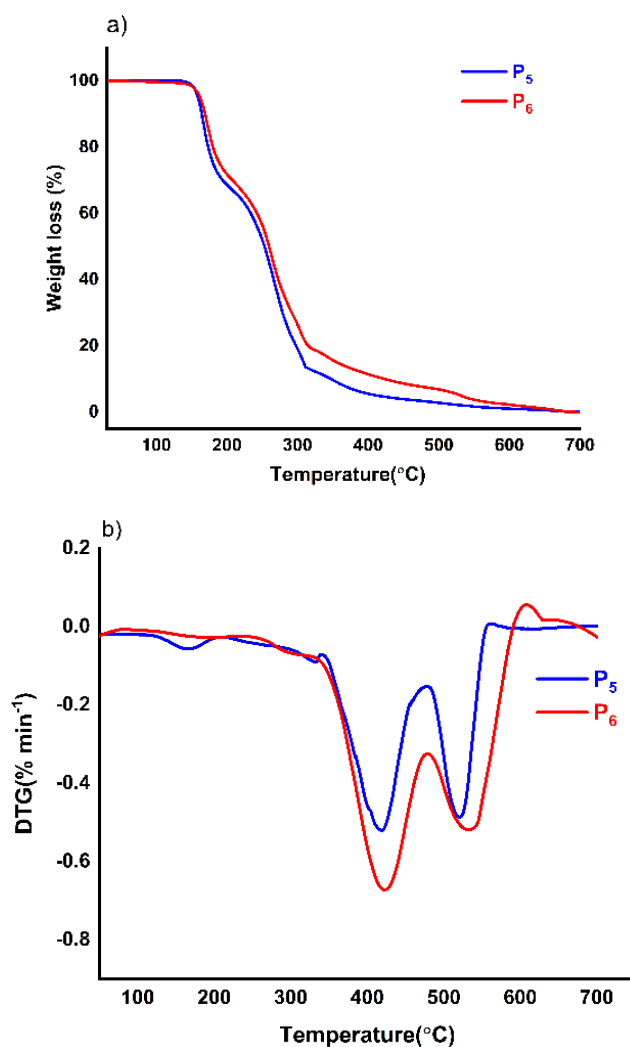 a)
P5
P6
100
80
60
40
20
0
Weight loss (%)
100 200 300 400 500 600 700
Temperature(°C)
b)
0.2
0.0
-0.2
-0.4
-0.6
-0.8
P5
P6
DTG(% min-1)
100 200 300 400 500 600 700
Temperature(°C)